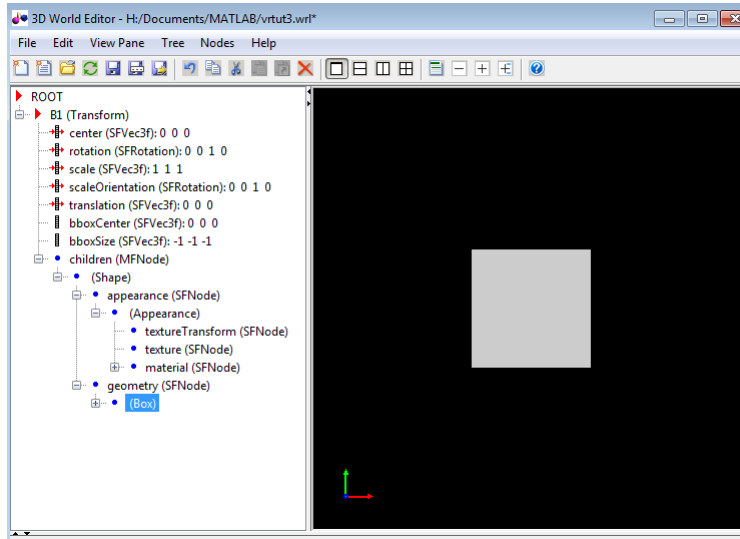 3D World Editor - H:/Documents/MATLAB/vrtut3.wrl*
File Edit View Pane Tree Nodes Help
ROOT
B1 (Transform)
center (SFVec3f): 0 0 0
rotation (SFRotation): 0 0 1 0
scale (SFVec3f): 1 1 1
scaleOrientation (SFRotation): 0 0 1 0
translation (SFVec3f): 0 0 0
bboxCenter (SFVec3f): 0 0 0
bboxSize (SFVec3f): -1 -1 -1
children (MFNode)
(Shape)
appearance (SFNode)
(Appearance)
textureTransform (SFNode)
texture (SFNode)
material (SFNode)
geometry (SFNode)
(Box)